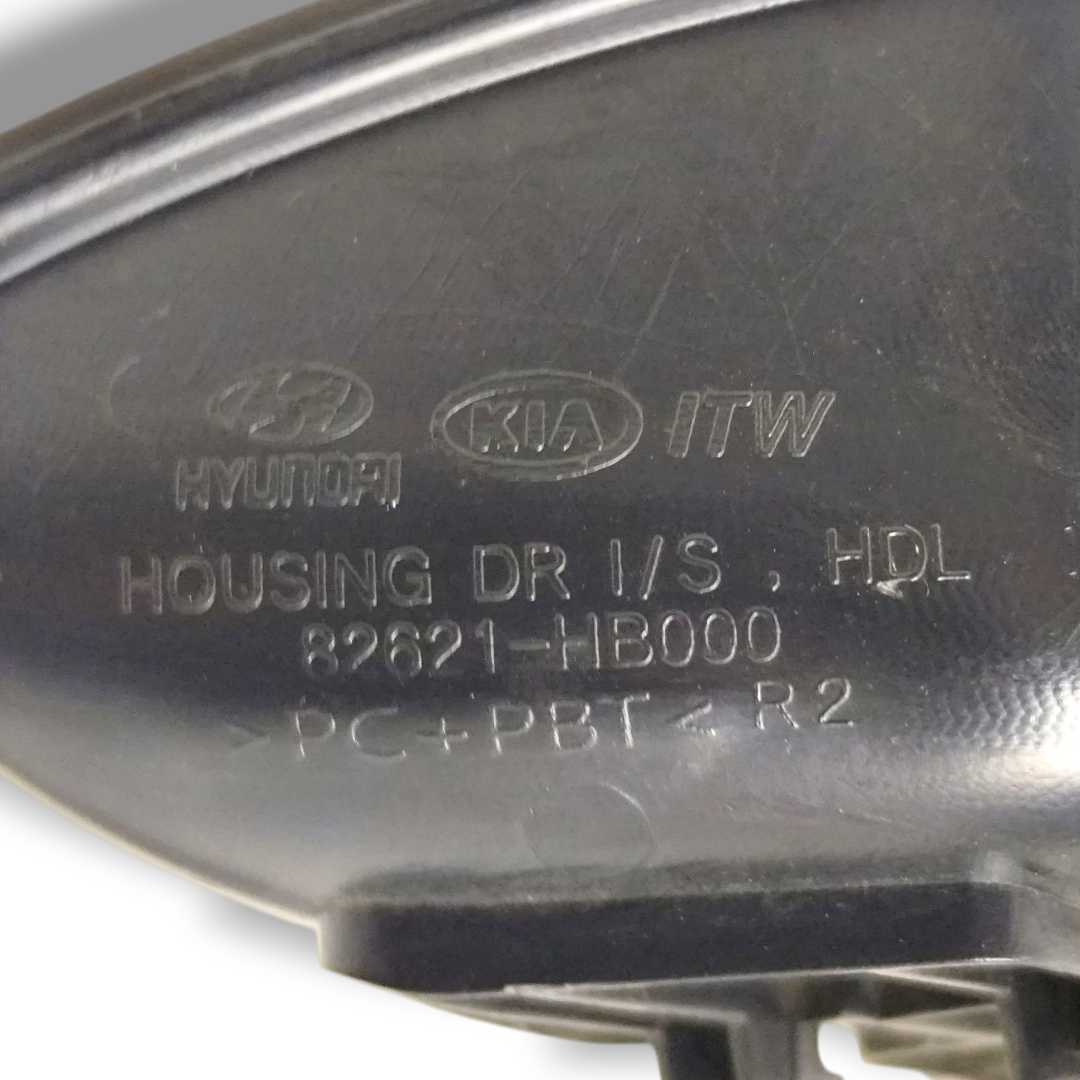 KIA ITW
HYUNDAI
HOUSING DR I/S , HDL
82621-HB000
>PC+PBT< R2